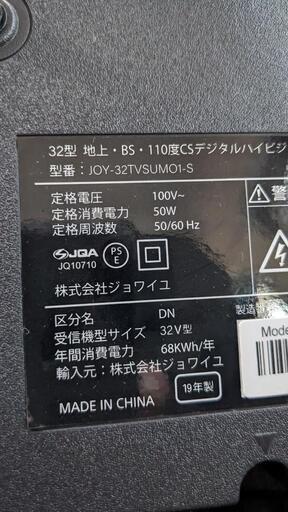 32型 地上・BS・110度CSデジタルハイビジ
型番： JOY-32TVSUMO1-S
定格電圧 100V~
定格消費電力 50W
定格周波数 50/60 Hz
警
JQA
JQ10710
PS
E
株式会社ジョワイユ
区分名 DN
受信機型サイズ 32V型
年間消費電力 68KWh/年
輸入元：株式会社ジョワイユ
製造
Mode
MADE IN CHINA
19年製